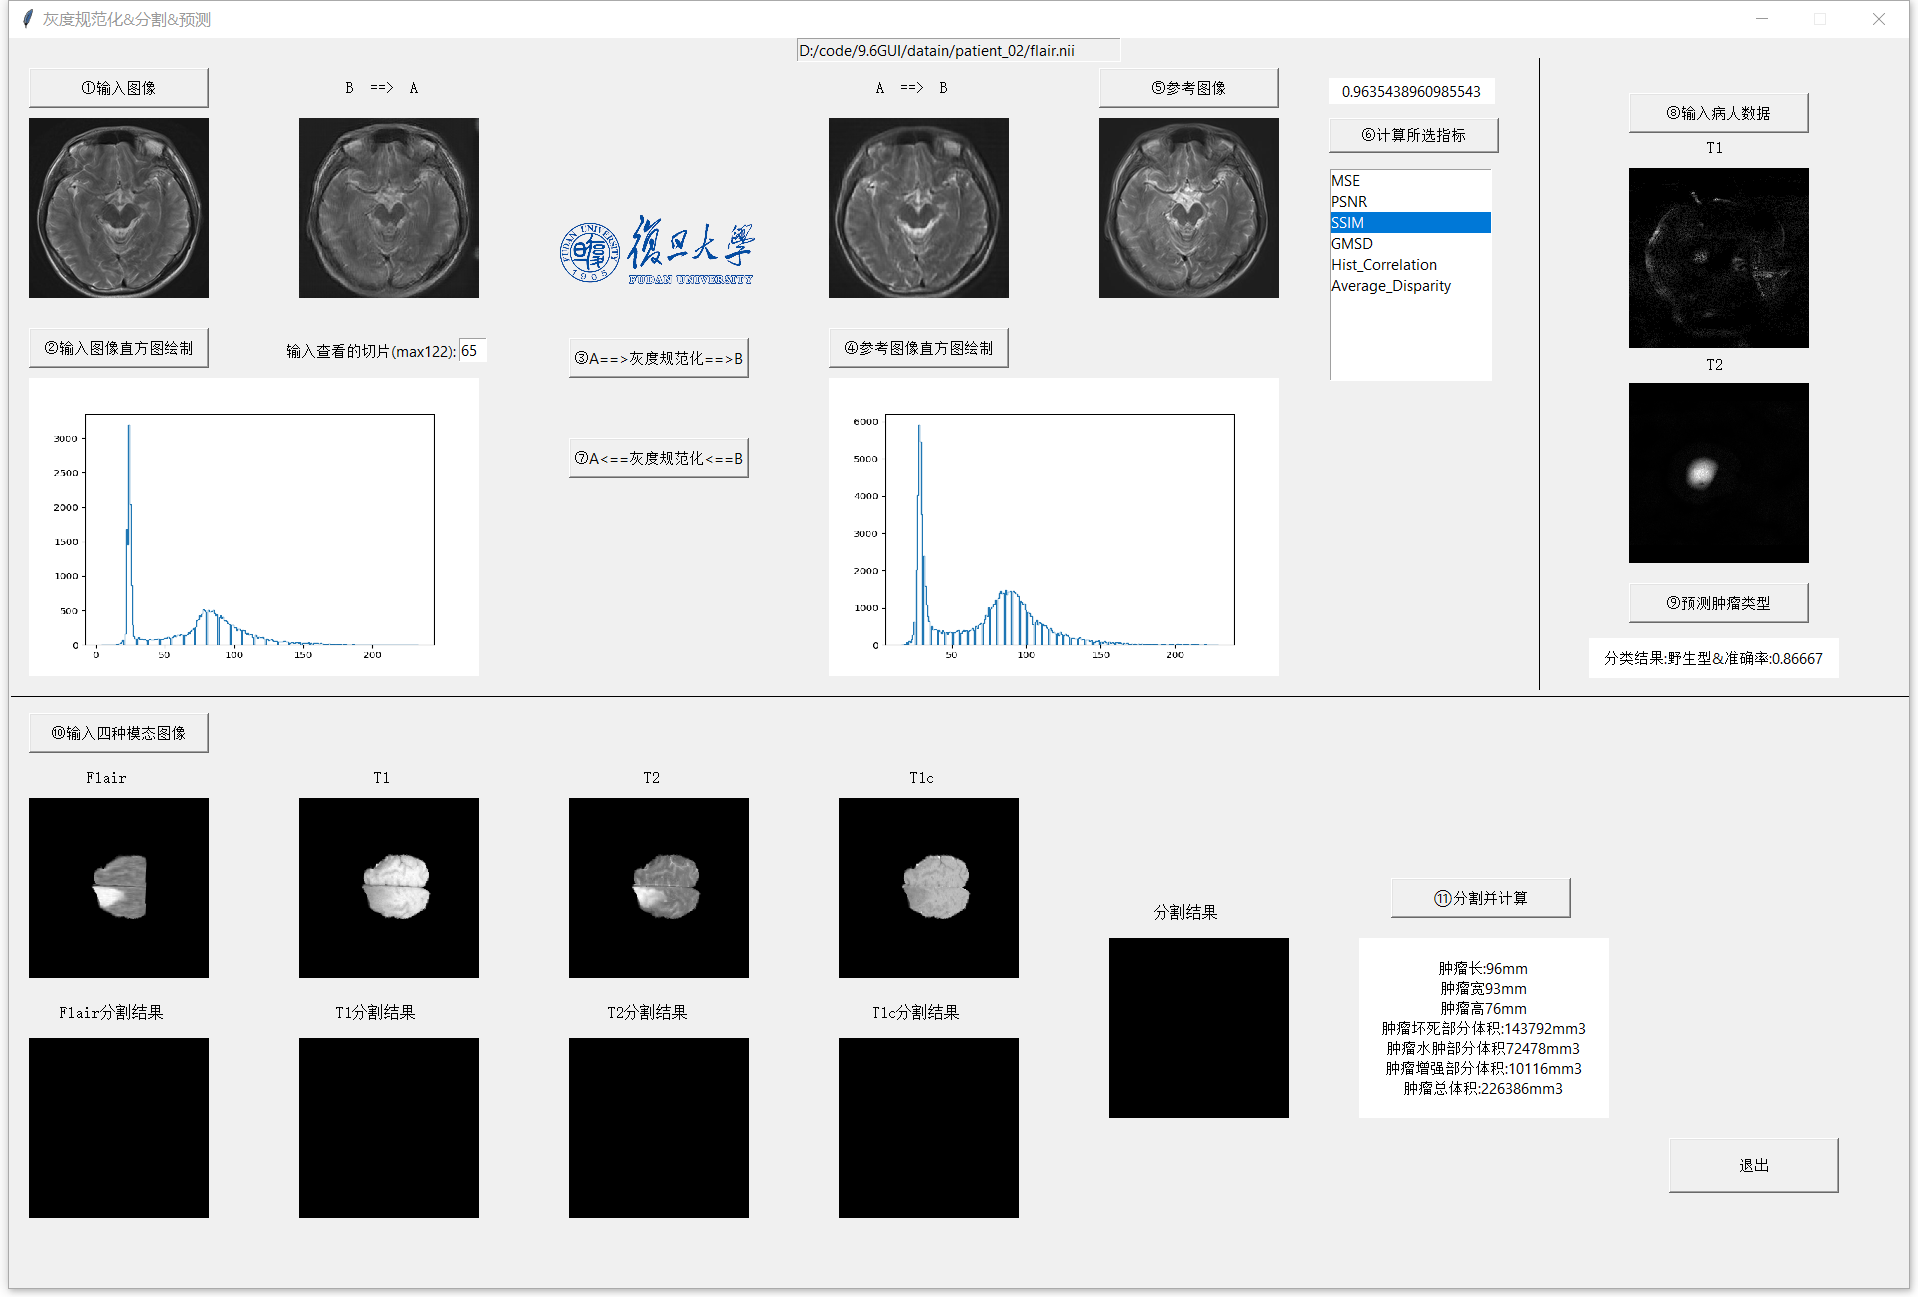 灰度规范化&分割&预测
D:/code/9.6GUI/datain/patient_02/flair.nii
①输入图像
B ==> A
A ==> B
⑤参考图像
0.9635438960985543
⑥计算所选指标
MSE
PSNR
SSIM
GMSD
Hist_Correlation
Average_Disparity
FUDAN UNIVERSITY
1905
復旦大學
FUDAN UNIVERSITY
②输入图像直方图绘制
输入查看的切片(max122): 65
③A==>灰度规范化==>B
④参考图像直方图绘制
⑦A<==灰度规范化<==B
3000
2500
2000
1500
1000
500
0
0 50 100 150 200
6000
5000
4000
3000
2000
1000
0
50 100 150 200
⑧输入病人数据
T1
T2
⑨预测肿瘤类型
分类结果:野生型&准确率:0.86667
⑩输入四种模态图像
Flair
T1
T2
T1c
Flair分割结果
T1分割结果
T2分割结果
T1c分割结果
分割结果
⑪分割并计算
肿瘤长:96mm
肿瘤宽93mm
肿瘤高76mm
肿瘤坏死部分体积:143792mm3
肿瘤水肿部分体积72478mm3
肿瘤增强部分体积:10116mm3
肿瘤总体积:226386mm3
退出